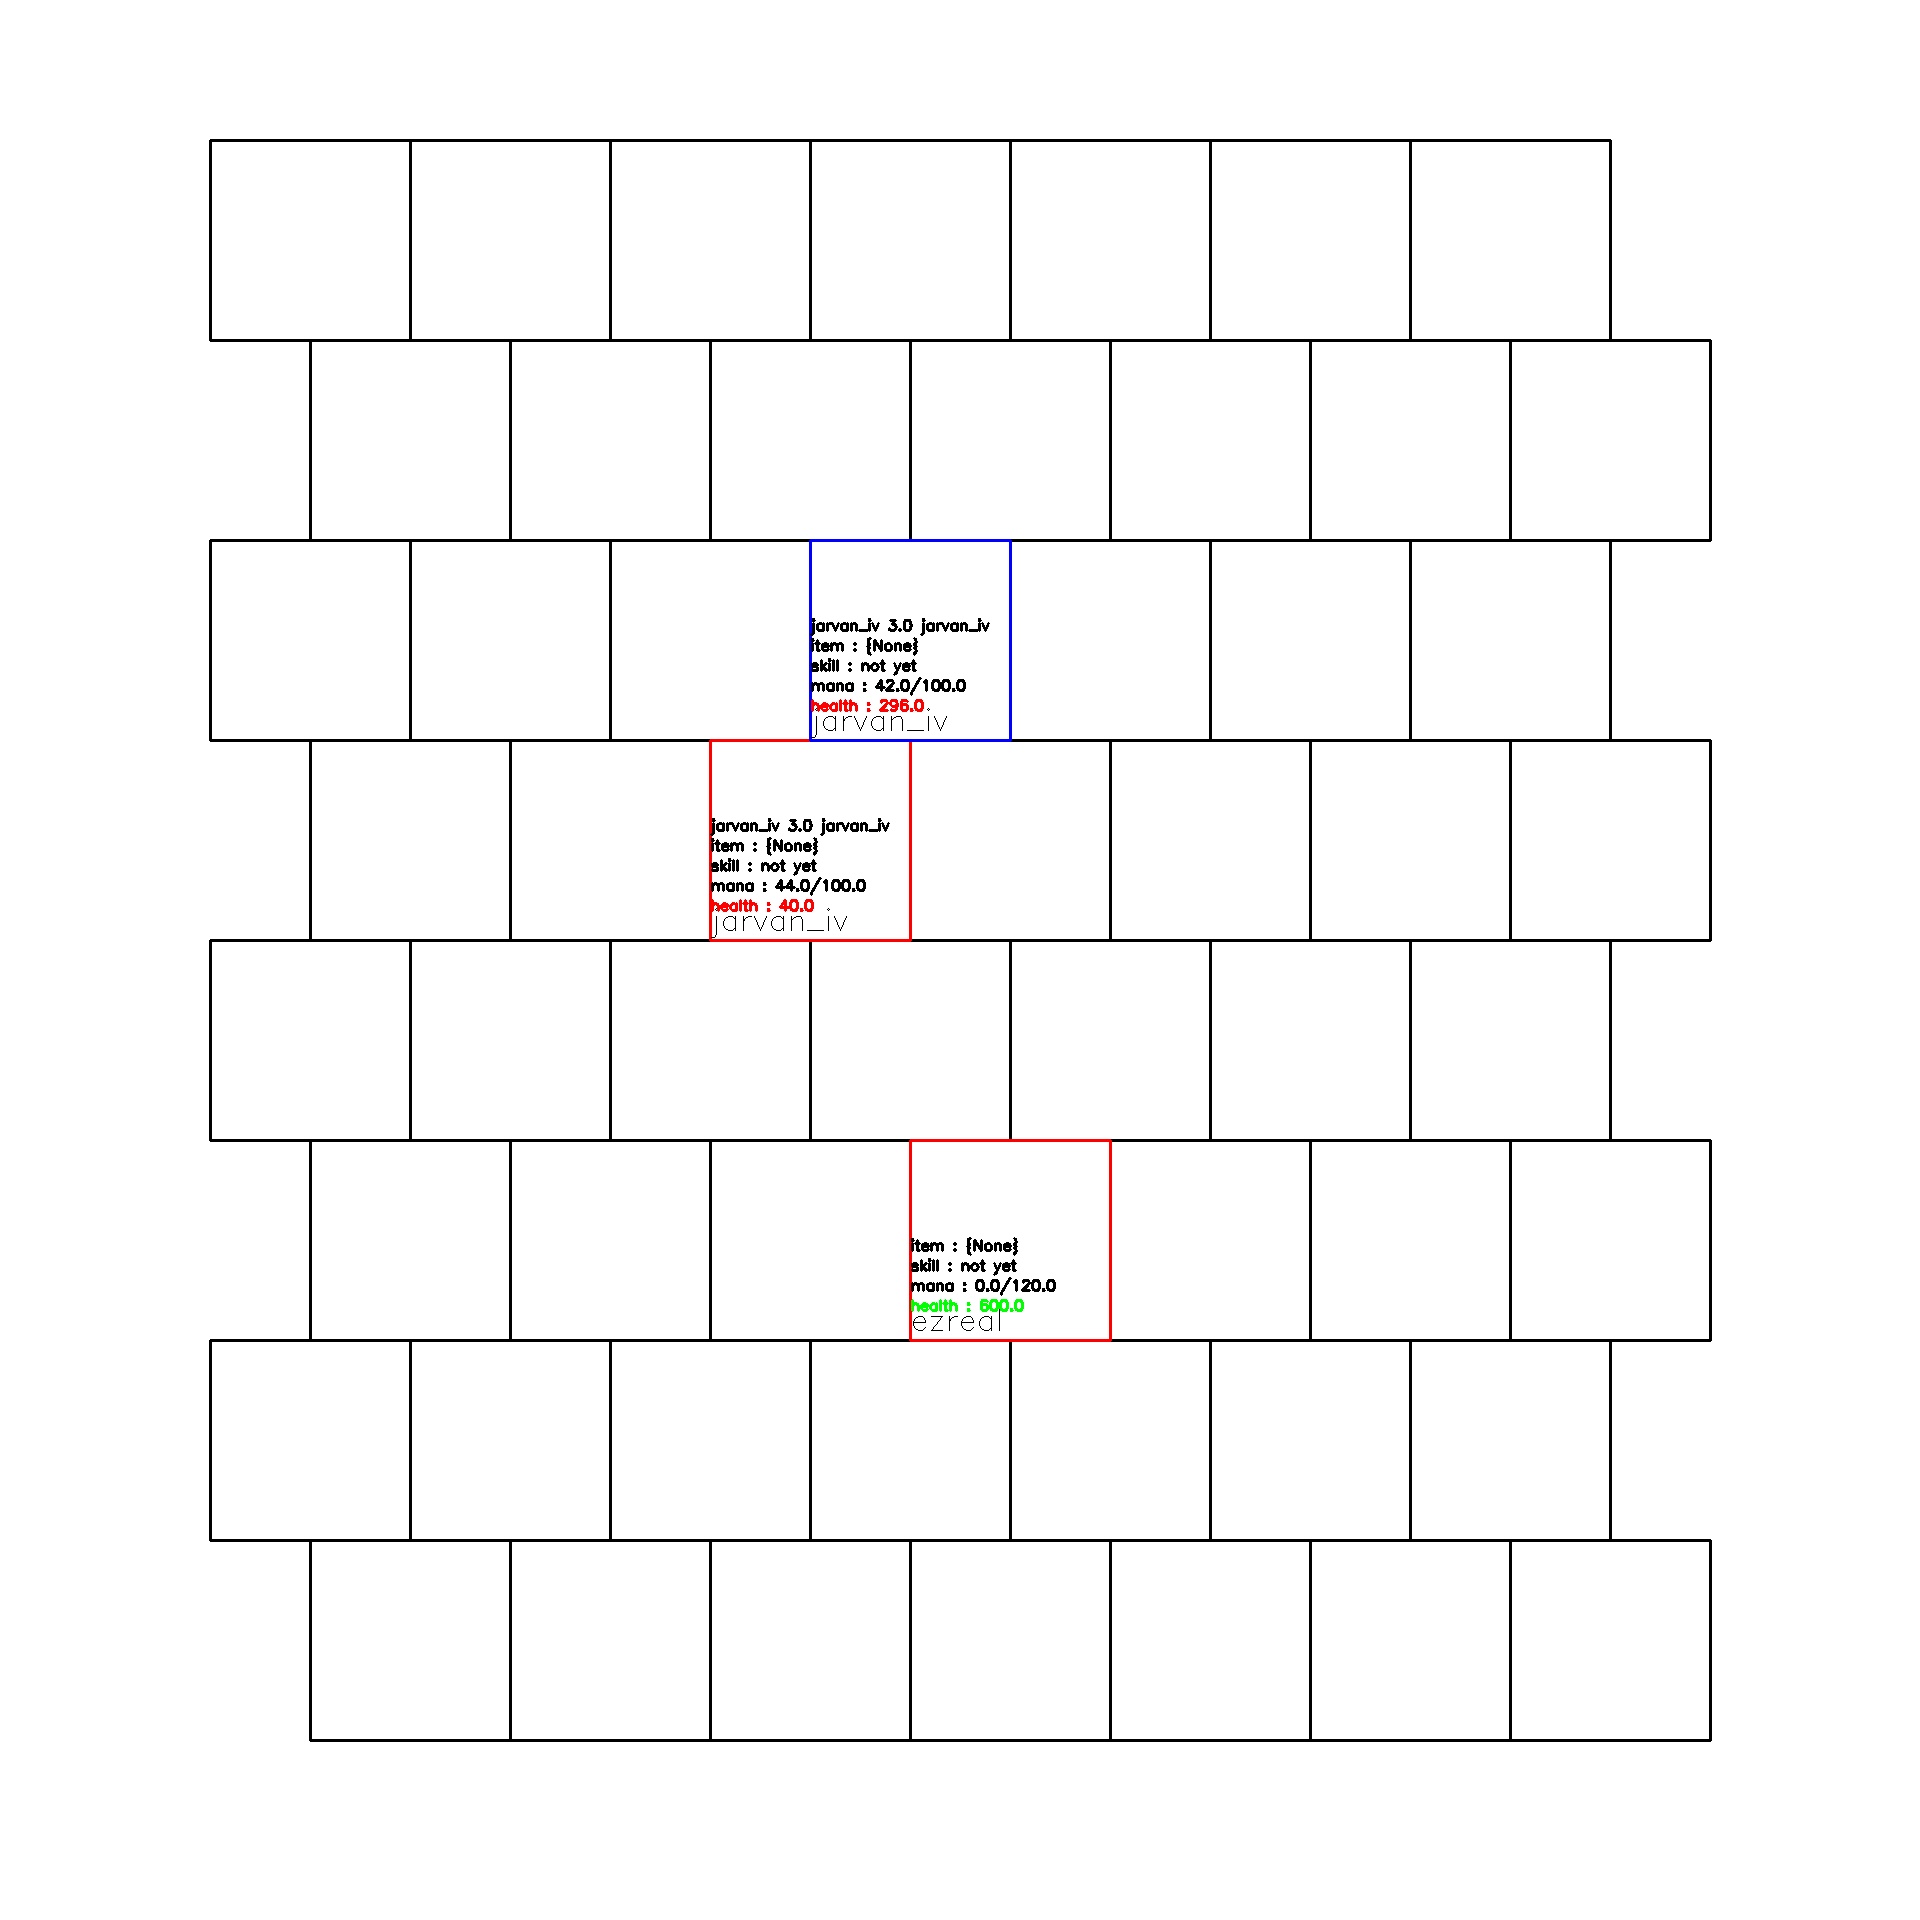 jarvan_iv 3.0 jarvan_iv
item : {None}
skill : not yet
mana : 42.0/100.0
health : 296.0
jarvan_iv
jarvan_iv 3.0 jarvan_iv
item : {None}
skill : not yet
mana : 44.0/100.0
health : 40.0
jarvan_iv
item : {None}
skill : not yet
mana : 0.0/120.0
health : 600.0
ezreal